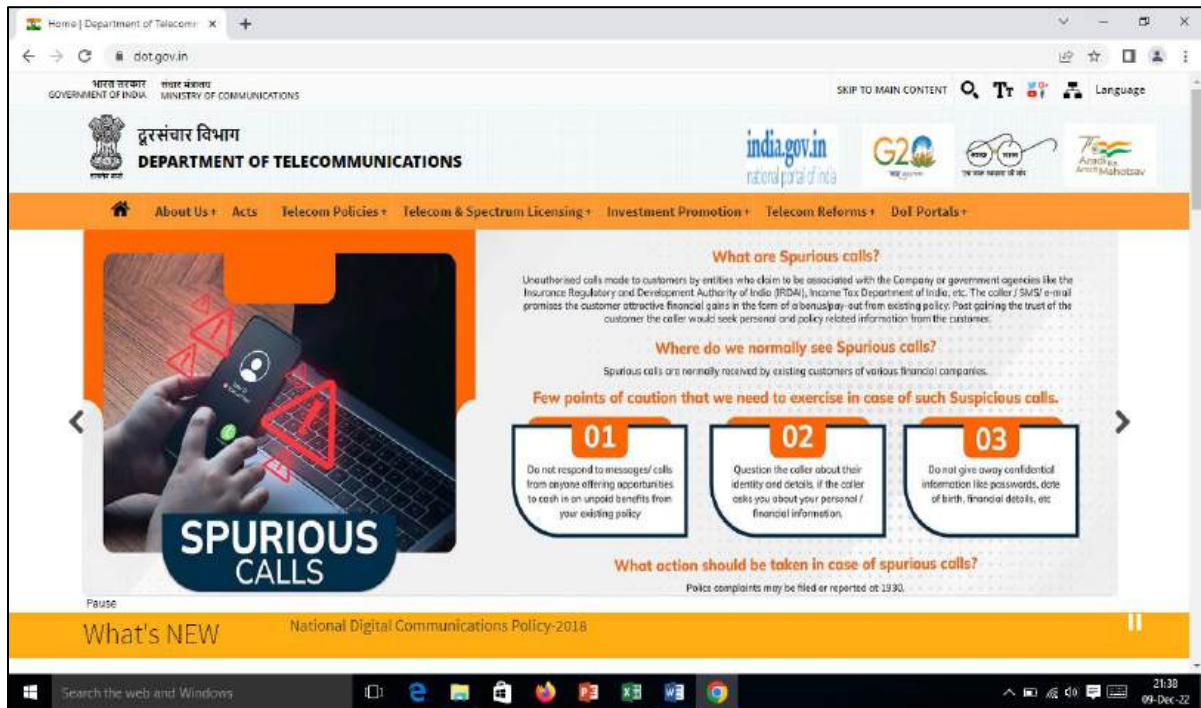 Home | Department of Telecomm
dot.gov.in
भारत सरकार
GOVERNMENT OF INDIA
संचार मंत्रालय
MINISTRY OF COMMUNICATIONS
SKIP TO MAIN CONTENT
Language
दूरसंचार विभाग
DEPARTMENT OF TELECOMMUNICATIONS
india.gov.in
national portal of india
G20
Azadi Ka
Amrit Mahotsav
About Us + Acts Telecom Policies + Telecom & Spectrum Licensing + Investment Promotion + Telecom Reforms + DoT Portals +
SPURIOUS
CALLS
What are Spurious calls?
Unauthorised calls made to customers by entities who claim to be associated with the Company or government agencies like the
Insurance Regulatory and Development Authority of India (IRDAI), Income Tax Department of India, etc. The caller / SMS/ e-mail
promises the customer attractive financial gains in the form of a bonus/pay-out from existing policy. Post gaining the trust of the
customer the caller would seek personal and policy related information from the customer.
Where do we normally see Spurious calls?
Spurious calls are normally received by existing customers of various financial companies.
Few points of caution that we need to exercise in case of such Suspicious calls.
01
Do not respond to messages/ calls
from anyone offering opportunities
to cash in on unpaid benefits from
your existing policy
02
Question the caller about their
identity and details, if the caller
asks you about your personal /
financial information.
03
Do not give away confidential
information like passwords, date
of birth, financial details, etc
What action should be taken in case of spurious calls?
Police complaints may be filed or reported at 1930.
Pause
What's NEW
National Digital Communications Policy-2018
Search the web and Windows
21:38
09-Dec-22